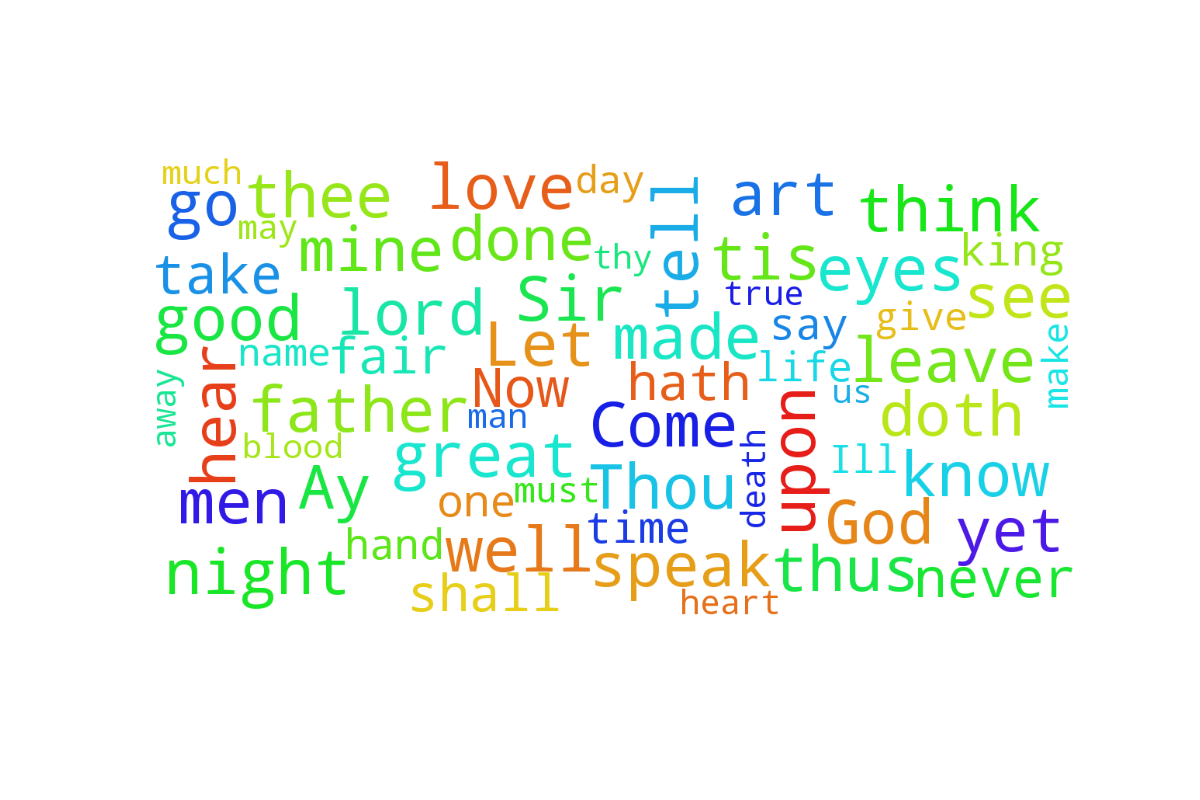 much
go
thee
love
day
tell
art
think
may
mine
done
thy
tis
eyes
king
take
good
lord
Sir
true
see
name
fair
Let
made
say
give
leave
make
away
hear
father
Now
hath
life
us
man
Come
upon
doth
blood
great
death
Ill
know
men
Ay
one
must
Thou
God
yet
night
hand
well
time
speak
thus
never
shall
heart